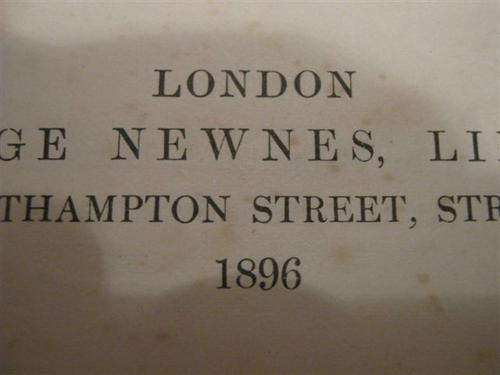 LONDON
GE NEWNES, LI
THAMPTON STREET, STR
1896